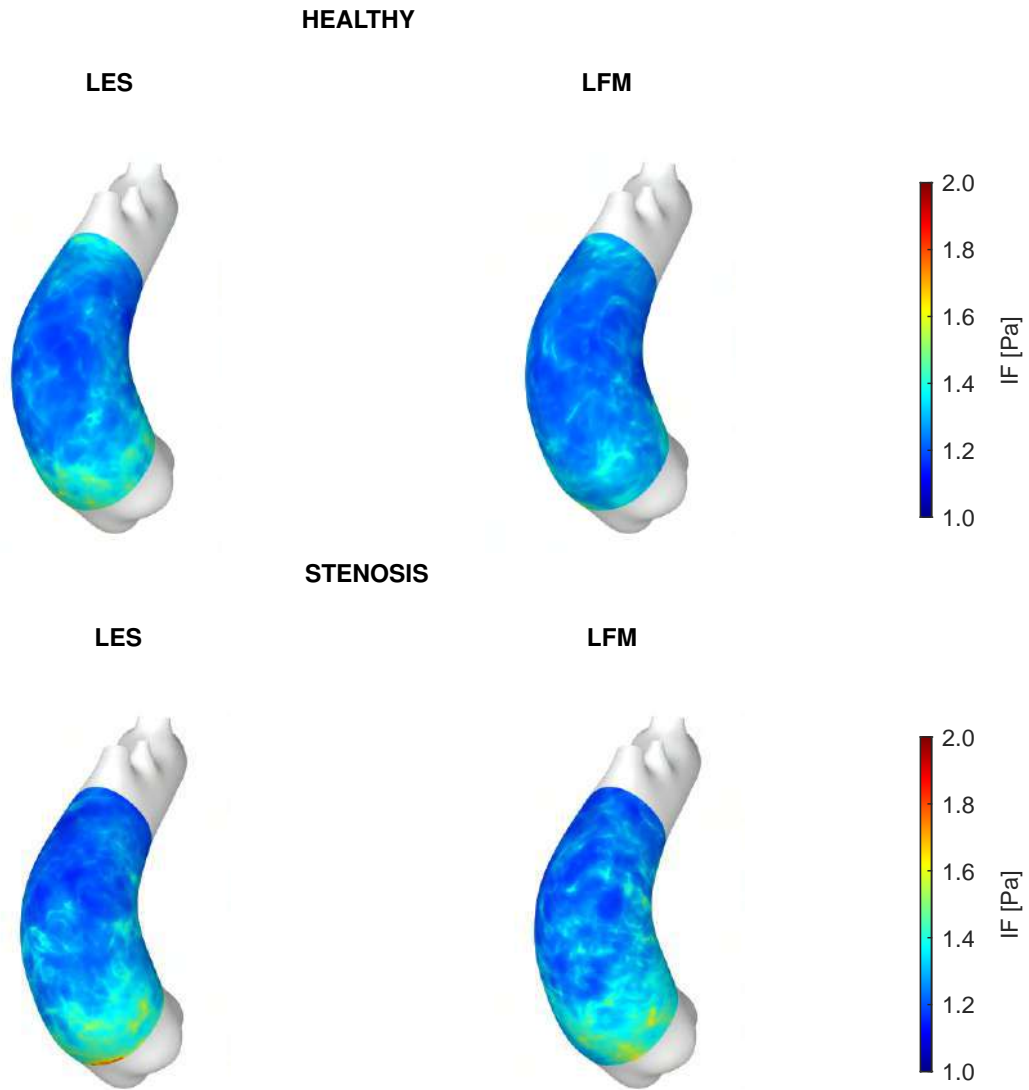 HEALTHY
LES
LFM
2.0
1.8
1.6
1.4
1.2
1.0
IF [Pa]
STENOSIS
LES
LFM
2.0
1.8
1.6
1.4
1.2
1.0
IF [Pa]